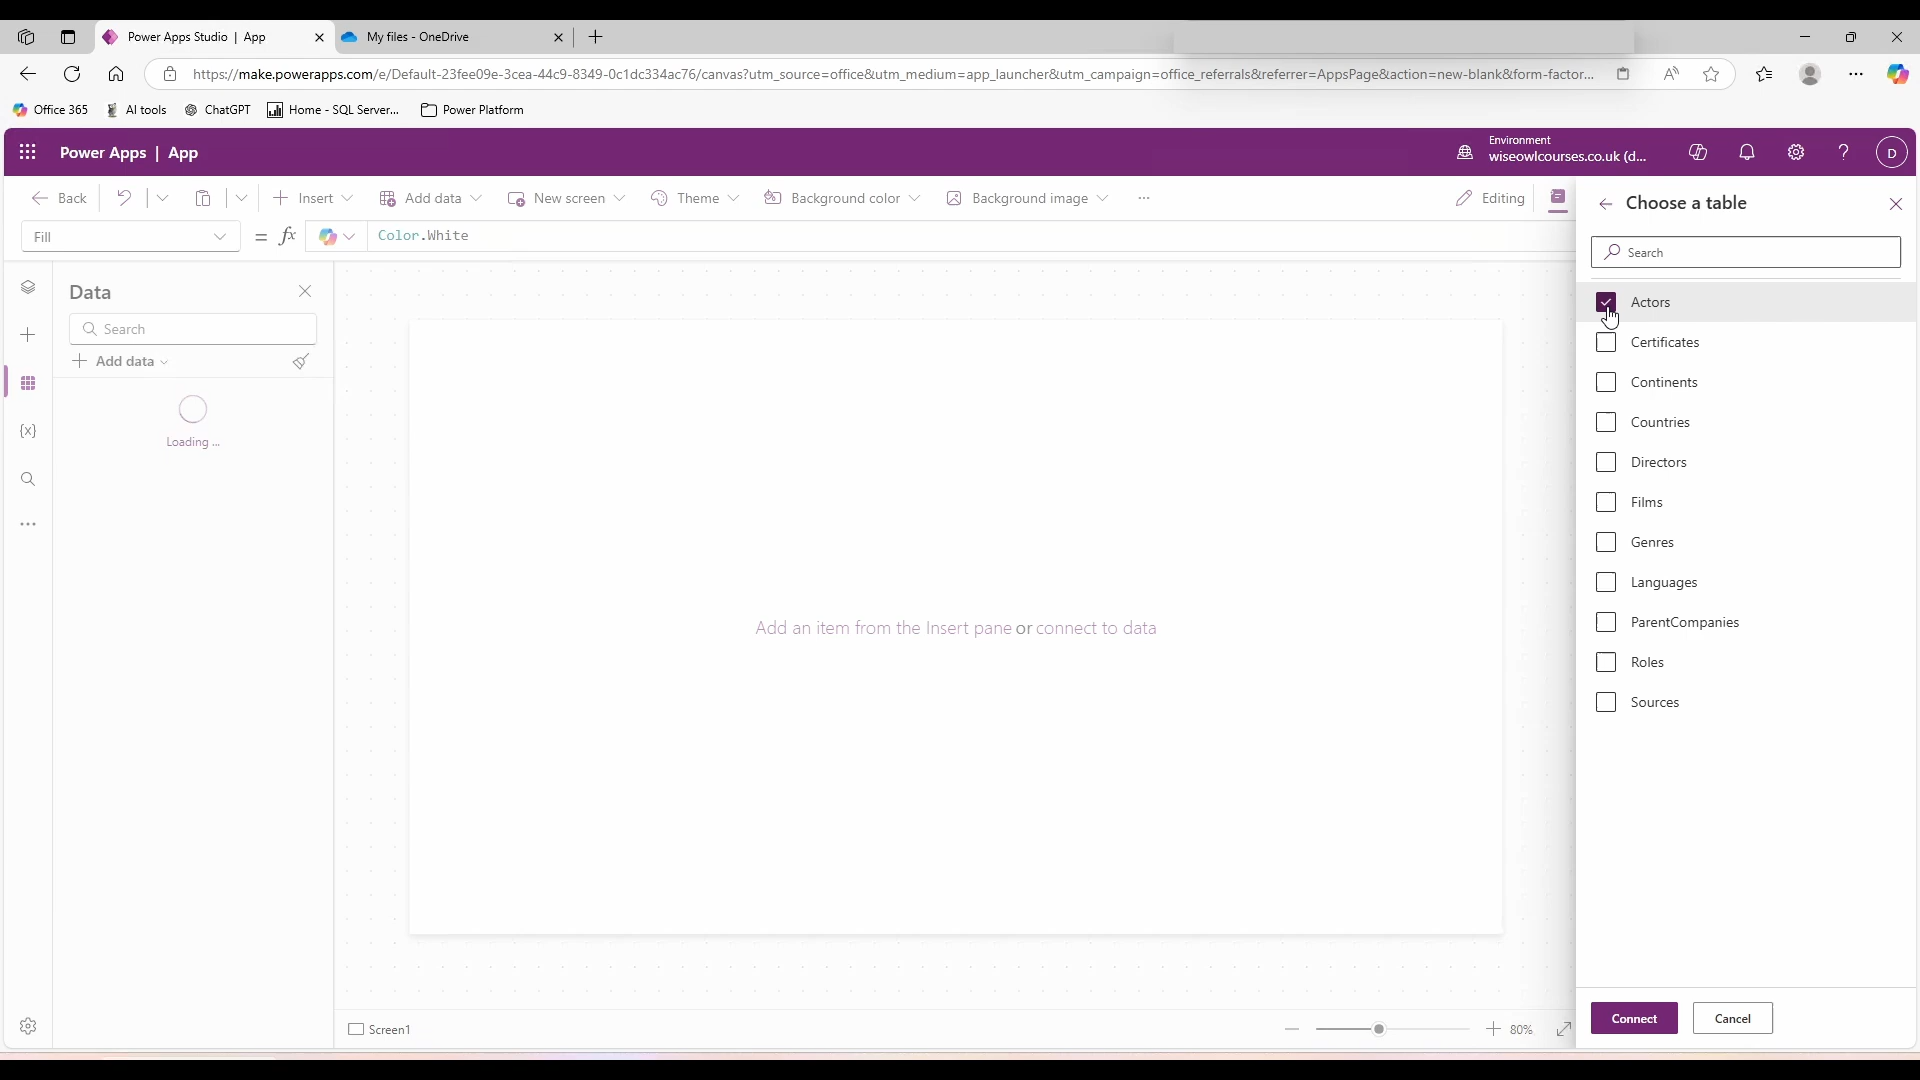 Power Apps Studio | App
My files - OneDrive
https://make.powerapps.com/e/Default-23fee09e-3cea-44c9-8349-0c1dc334ac76/canvas?utm_source=office&utm_medium=app_launcher&utm_campaign=office_referrals&referrer=AppsPage&action=new-blank&form-factor...
Office 365
AI tools
ChatGPT
Home - SQL Server...
Power Platform
Power Apps | App
Environment
wiseowlcourses.co.uk (d...
D
Back
Insert
Add data
New screen
Theme
Background color
Background image
...
Editing
Fill
= fx
Color.White
Data
Search
Add data
Loading ...
Add an item from the Insert pane or connect to data
Screen1
80%
Choose a table
Search
Actors
Certificates
Continents
Countries
Directors
Films
Genres
Languages
ParentCompanies
Roles
Sources
Connect
Cancel